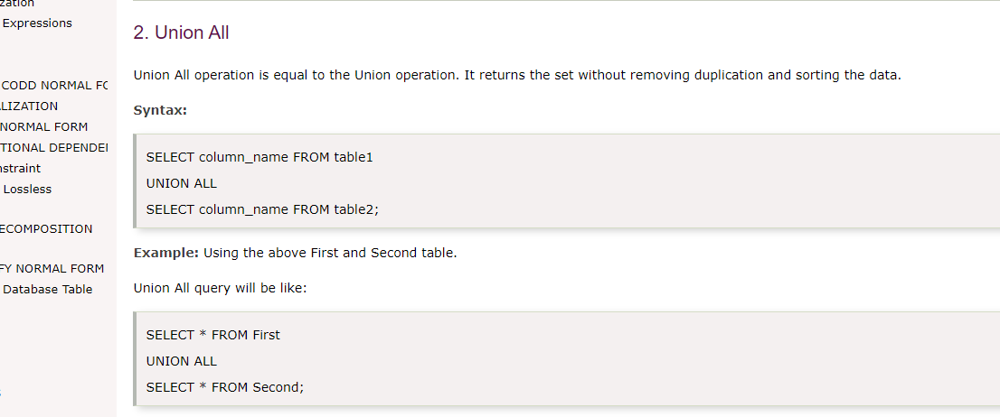 zation
Expressions
CODD NORMAL FO
LIZATION
NORMAL FORM
TIONAL DEPENDE
nstraint
Lossless
ECOMPOSITION
FY NORMAL FORM
Database Table
2. Union All
Union All operation is equal to the Union operation. It returns the set without removing duplication and sorting the data.
Syntax:
SELECT column_name FROM table1
UNION ALL
SELECT column_name FROM table2;
Example: Using the above First and Second table.
Union All query will be like:
SELECT * FROM First
UNION ALL
SELECT * FROM Second;